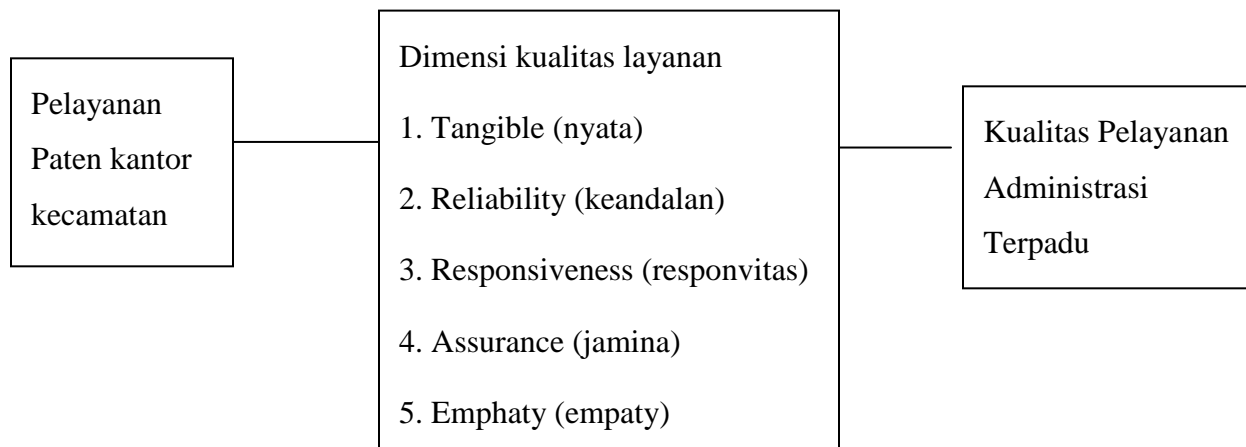 Pelayanan
Paten kantor
kecamatan
Dimensi kualitas layanan
1. Tangible (nyata)
2. Reliability (keandalan)
3. Responsiveness (responvitas)
4. Assurance (jamina)
5. Emphaty (empaty)
Kualitas Pelayanan
Administrasi
Terpadu